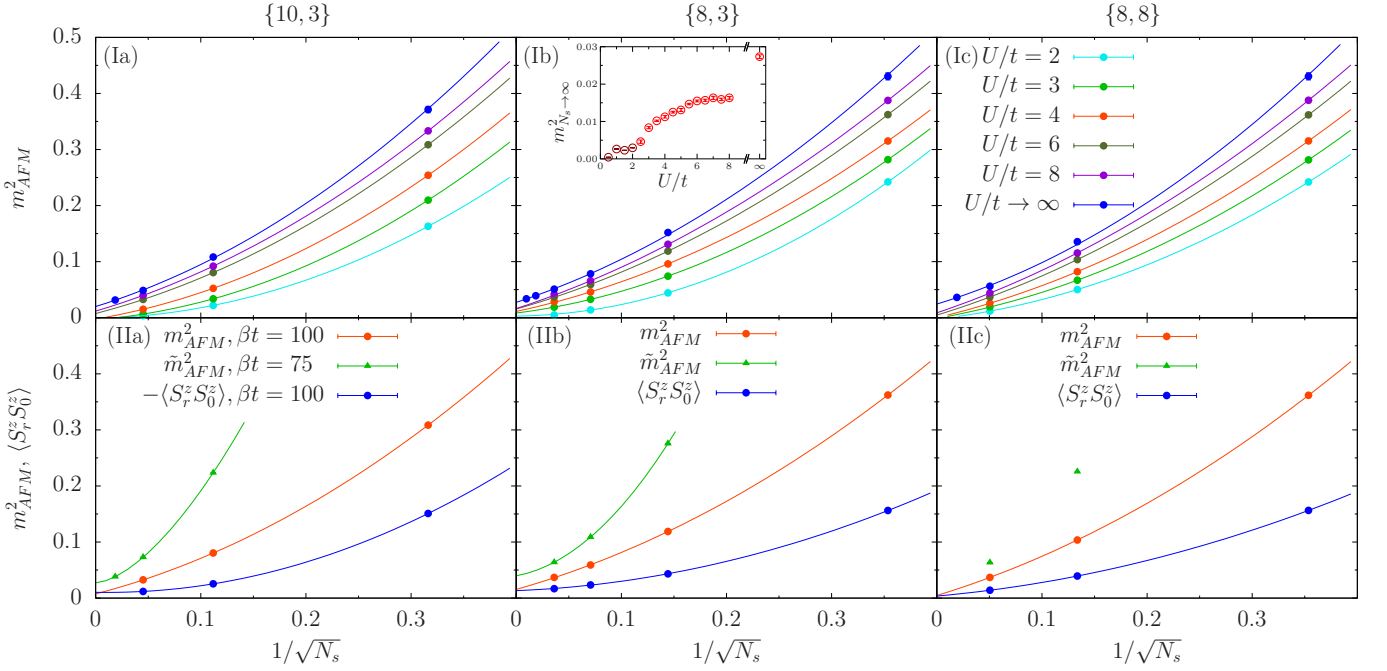 {10, 3}
{8, 3}
{8, 8}
(Ia)
(Ib)
(Ic)
m²_AFM
0.5
0.4
0.3
0.2
0.1
0
m²_{N_s→∞}
0.03
0.02
0.01
0.00
0 2 4 6 8 ∞
U/t
U/t = 2
U/t = 3
U/t = 4
U/t = 6
U/t = 8
U/t → ∞
(IIa)
m²_AFM, βt = 100
m̃²_AFM, βt = 75
−⟨S^z_r S^z_0⟩, βt = 100
(IIb)
m²_AFM
m̃²_AFM
⟨S^z_r S^z_0⟩
(IIc)
m²_AFM
m̃²_AFM
⟨S^z_r S^z_0⟩
m²_AFM, ⟨S^z_r S^z_0⟩
0.4
0.3
0.2
0.1
0
0 0.1 0.2 0.3
0 0.1 0.2 0.3
0 0.1 0.2 0.3
1/√N_s
1/√N_s
1/√N_s